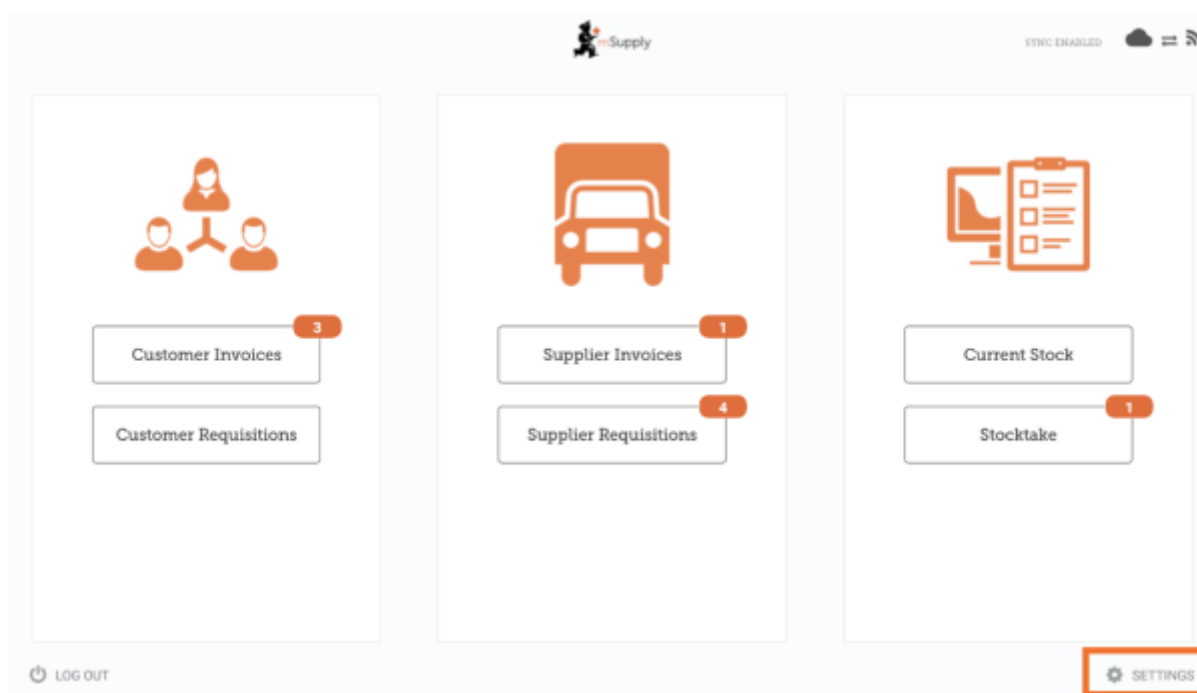 mSupply
SYNC ENABLED
3
Customer Invoices
Customer Requisitions
1
Supplier Invoices
4
Supplier Requisitions
Current Stock
1
Stocktake
LOG OUT
SETTINGS